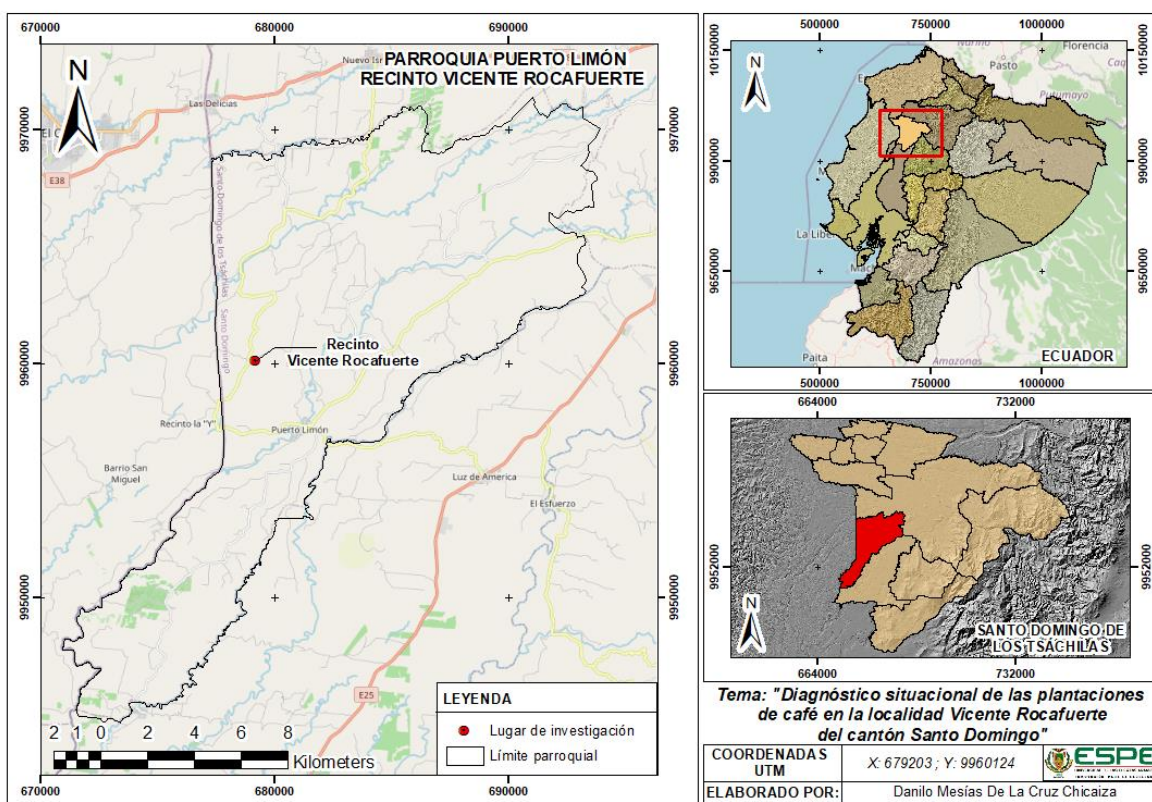 670000 680000 690000
PARROQUIA PUERTO LIMÓN
RECINTO VICENTE ROCAFUERTE
N
Nuevo Isr
Las Delicias
El C
E38
9970000
9970000
Santo Domingo de los Tsáchilas
Santo Domingo
Recinto
Vicente Rocafuerte
9960000
9960000
Recinto la "Y"
Puerto Limón
Barrio San
Miguel
Luz de America
El Esfuerzo
9950000
9950000
E25
2 1 0 2 4 6 8
Kilometers
LEYENDA
Lugar de investigación
Límite parroquial
670000 680000 690000
500000 750000 1000000
10150000
10150000
N
Pasto
Florencia
Putumayo
9900000
9900000
La Liber
Mach
9650000
9650000
Paita
Amazonas
ECUADOR
500000 750000 1000000
664000 732000
9952000
9952000
N
SANTO DOMINGO DE
LOS TSÁCHILAS
664000 732000
Tema: "Diagnóstico situacional de las plantaciones
de café en la localidad Vicente Rocafuerte
del cantón Santo Domingo"
COORDENADAS
UTM
X: 679203 ; Y: 9960124
ESPE
ELABORADO POR:
Danilo Mesías De La Cruz Chicaiza